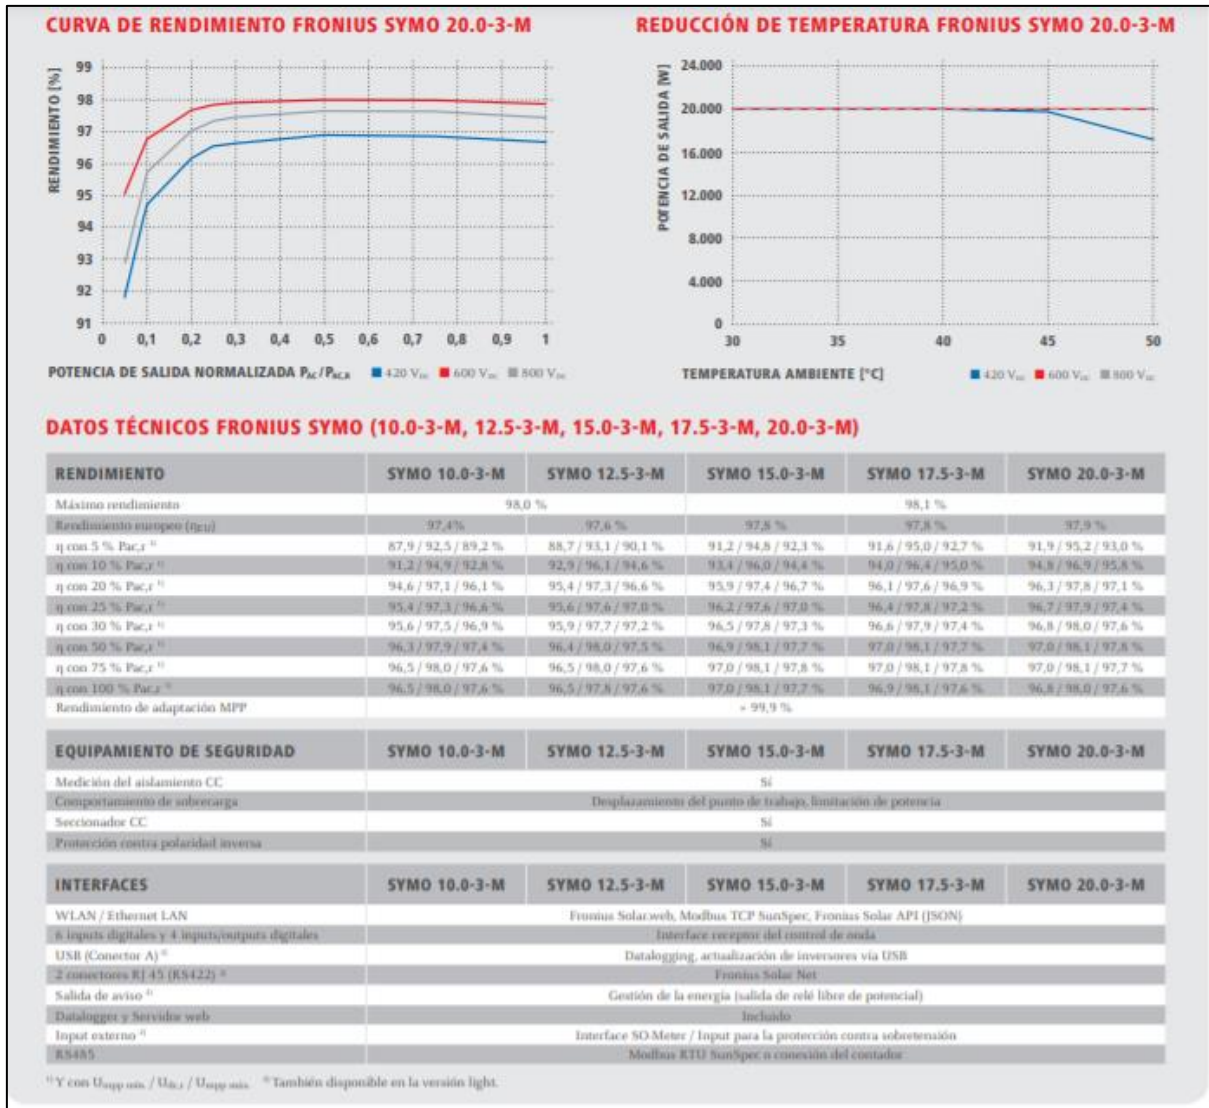 CURVA DE RENDIMIENTO FRONIUS SYMO 20.0-3-M
RENDIMIENTO [%]
99
98
97
96
95
94
93
92
91
0 0,1 0,2 0,3 0,4 0,5 0,6 0,7 0,8 0,9 1
POTENCIA DE SALIDA NORMALIZADA PAC/PAC,R 420 VDC 600 VDC 800 VDC
REDUCCIÓN DE TEMPERATURA FRONIUS SYMO 20.0-3-M
POTENCIA DE SALIDA [W]
24.000
20.000
16.000
12.000
8.000
4.000
0
30 35 40 45 50
TEMPERATURA AMBIENTE [°C] 420 VDC 600 VDC 800 VDC
DATOS TÉCNICOS FRONIUS SYMO (10.0-3-M, 12.5-3-M, 15.0-3-M, 17.5-3-M, 20.0-3-M)
RENDIMIENTO SYMO 10.0-3-M SYMO 12.5-3-M SYMO 15.0-3-M SYMO 17.5-3-M SYMO 20.0-3-M
Máximo rendimiento 98,0 % 98,1 %
Rendimiento europeo (ηEU) 97,4% 97,6 % 97,8 % 97,8 % 97,9 %
η con 5 % Pac,r 1) 87,9 / 92,5 / 89,2 % 88,7 / 93,1 / 90,1 % 91,2 / 94,8 / 92,3 % 91,6 / 95,0 / 92,7 % 91,9 / 95,2 / 93,0 %
η con 10 % Pac,r 1) 91,2 / 94,9 / 92,8 % 92,9 / 96,1 / 94,6 % 93,4 / 96,0 / 94,4 % 94,0 / 96,4 / 95,0 % 94,8 / 96,9 / 95,8 %
η con 20 % Pac,r 1) 94,6 / 97,1 / 96,1 % 95,4 / 97,3 / 96,6 % 95,9 / 97,4 / 96,7 % 96,1 / 97,6 / 96,9 % 96,3 / 97,8 / 97,1 %
η con 25 % Pac,r 1) 95,4 / 97,3 / 96,6 % 95,6 / 97,6 / 97,0 % 96,2 / 97,6 / 97,0 % 96,4 / 97,8 / 97,2 % 96,7 / 97,9 / 97,4 %
η con 30 % Pac,r 1) 95,6 / 97,5 / 96,9 % 95,9 / 97,7 / 97,2 % 96,5 / 97,8 / 97,3 % 96,6 / 97,9 / 97,4 % 96,8 / 98,0 / 97,6 %
η con 50 % Pac,r 1) 96,3 / 97,9 / 97,4 % 96,4 / 98,0 / 97,5 % 96,9 / 98,1 / 97,7 % 97,0 / 98,1 / 97,7 % 97,0 / 98,1 / 97,8 %
η con 75 % Pac,r 1) 96,5 / 98,0 / 97,6 % 96,5 / 98,0 / 97,6 % 97,0 / 98,1 / 97,8 % 97,0 / 98,1 / 97,8 % 97,0 / 98,1 / 97,7 %
η con 100 % Pac,r 1) 96,5 / 98,0 / 97,6 % 96,5 / 97,8 / 97,6 % 97,0 / 98,1 / 97,7 % 96,9 / 98,1 / 97,6 % 96,8 / 98,0 / 97,6 %
Rendimiento de adaptación MPP > 99,9 %
EQUIPAMIENTO DE SEGURIDAD SYMO 10.0-3-M SYMO 12.5-3-M SYMO 15.0-3-M SYMO 17.5-3-M SYMO 20.0-3-M
Medición del aislamiento CC Sí
Comportamiento de sobrecarga Desplazamiento del punto de trabajo, limitación de potencia
Seccionador CC Sí
Protección contra polaridad inversa Sí
INTERFACES SYMO 10.0-3-M SYMO 12.5-3-M SYMO 15.0-3-M SYMO 17.5-3-M SYMO 20.0-3-M
WLAN / Ethernet LAN Fronius Solar.web, Modbus TCP SunSpec, Fronius Solar API (JSON)
6 inputs digitales y 4 inputs/outputs digitales Interface receptor del control de onda
USB (Conector A) 2) Datalogging, actualización de inversores vía USB
2 conectores RJ 45 (RS422) 2) Fronius Solar Net
Salida de aviso 2) Gestión de la energía (salida de relé libre de potencial)
Datalogger y Servidor web Incluido
Input externo 2) Interface SO-Meter / Input para la protección contra sobretensión
RS485 Modbus RTU SunSpec o conexión del contador
1) Y con Umpp mín. / Udc,r / Umpp máx. 2) También disponible en la versión light.